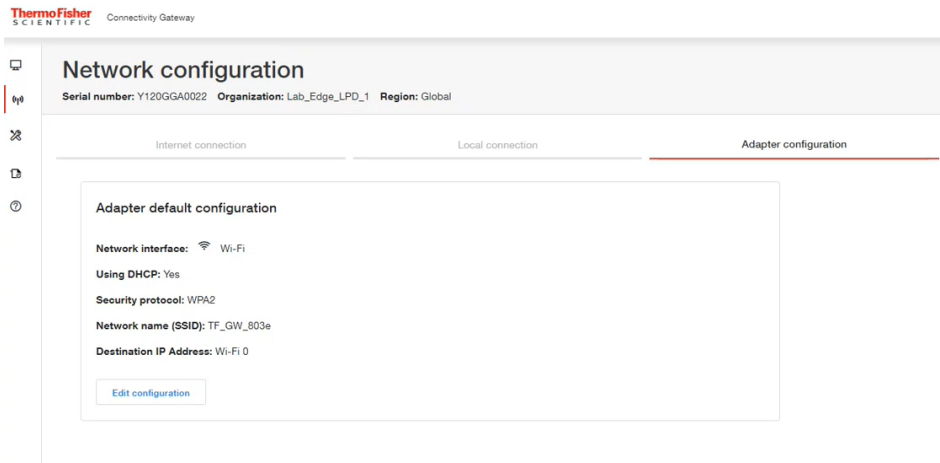 ThermoFisher
SCIENTIFIC
Connectivity Gateway
Network configuration
Serial number: Y120GGA0022 Organization: Lab_Edge_LPD_1 Region: Global
Internet connection
Local connection
Adapter configuration
Adapter default configuration
Network interface: Wi-Fi
Using DHCP: Yes
Security protocol: WPA2
Network name (SSID): TF_GW_803e
Destination IP Address: Wi-Fi 0
Edit configuration